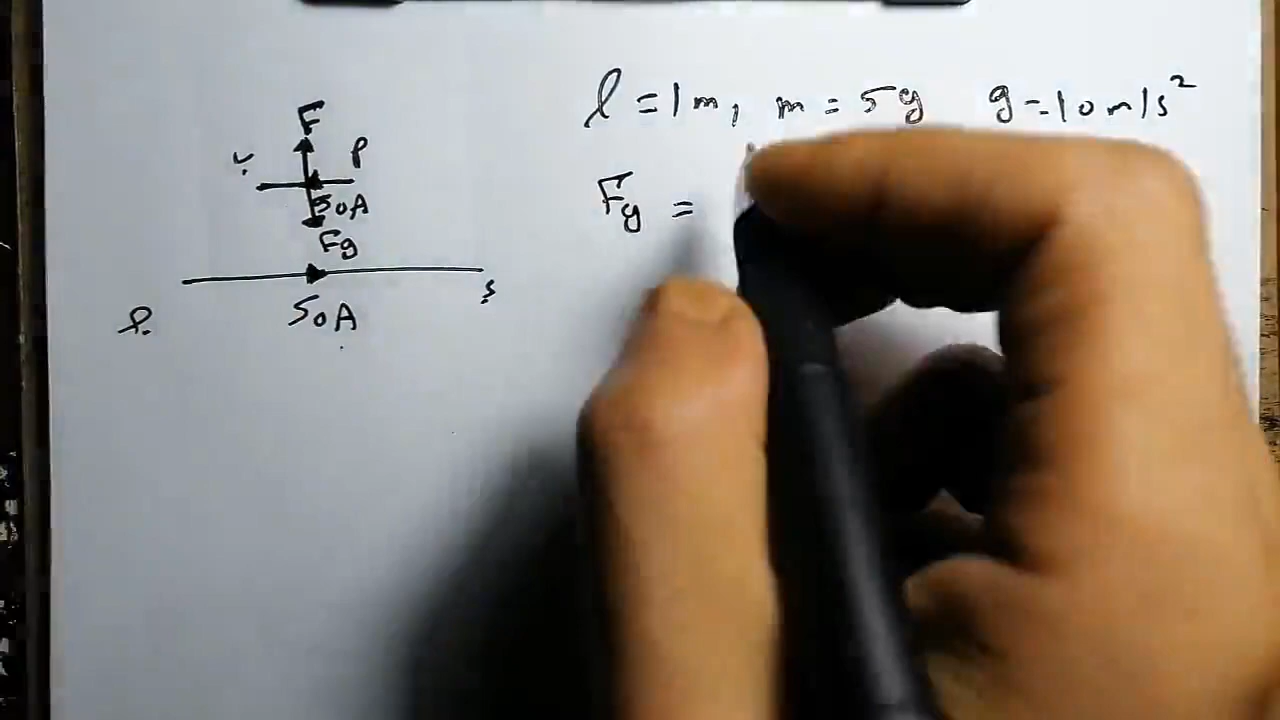 l = 1m, m = 5g g = 10 m/s²
F
P
50A
Fg
Fg =
50A